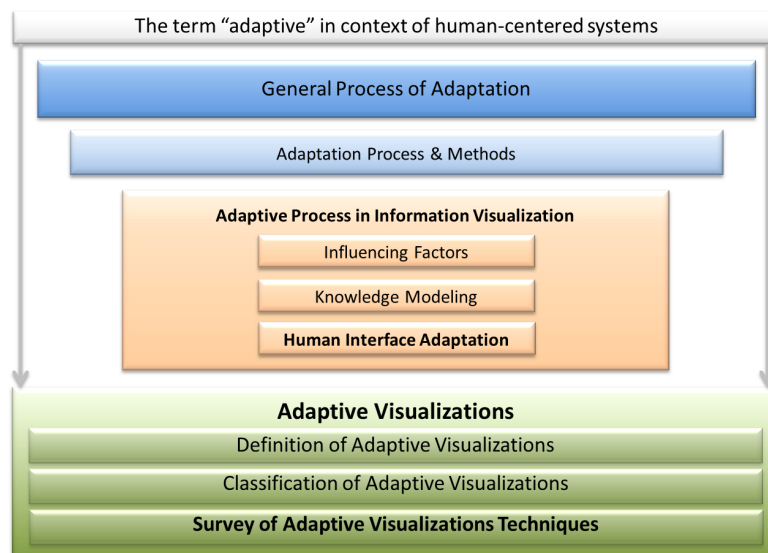 The term “adaptive” in context of human-centered systems
General Process of Adaptation
Adaptation Process & Methods
Adaptive Process in Information Visualization
Influencing Factors
Knowledge Modeling
Human Interface Adaptation
Adaptive Visualizations
Definition of Adaptive Visualizations
Classification of Adaptive Visualizations
Survey of Adaptive Visualizations Techniques